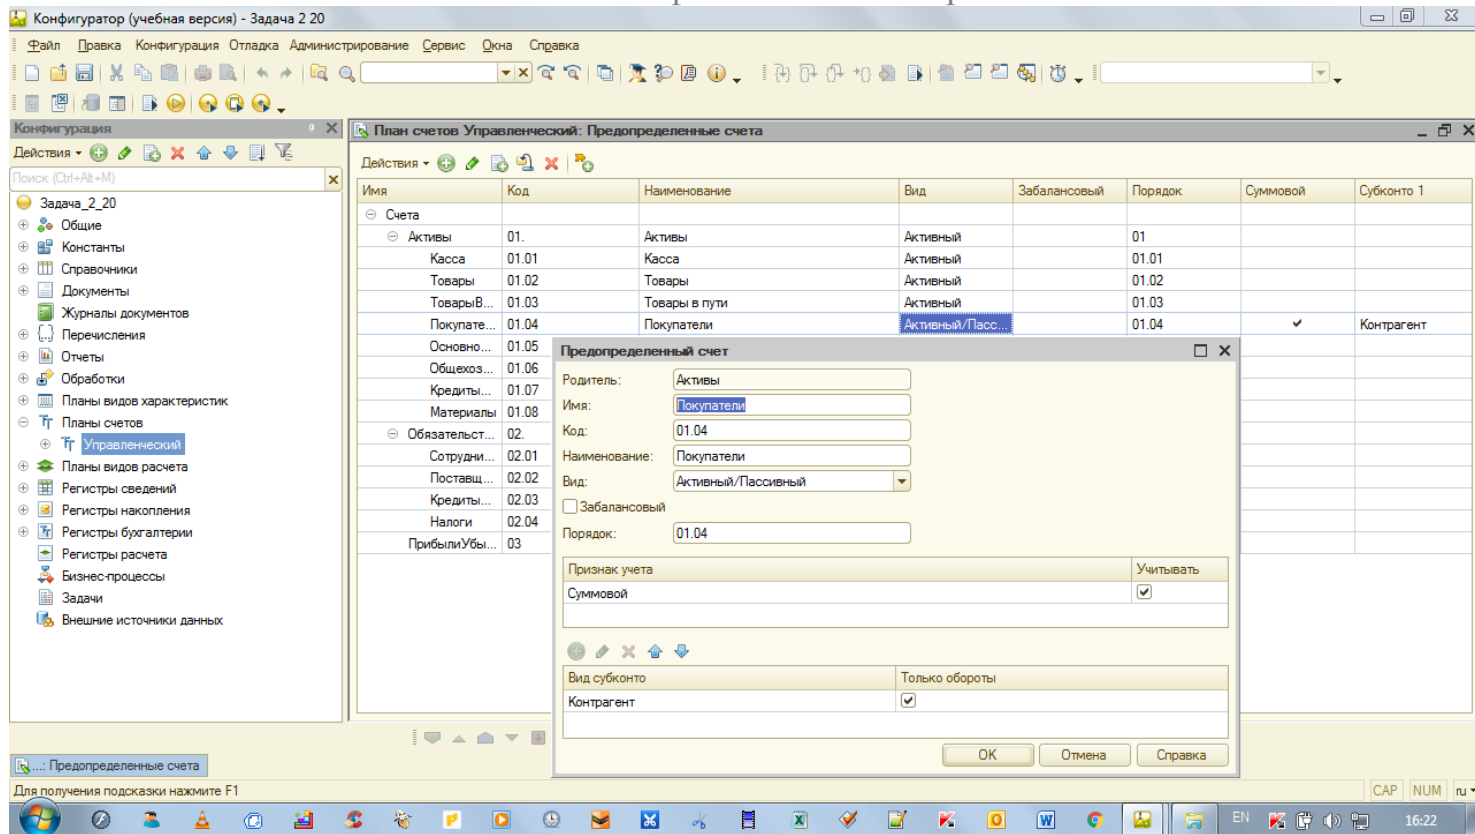 Конфигуратор (учебная версия) - Задача 2 20
Файл Правка Конфигурация Отладка Администрирование Сервис Окна Справка
Конфигурация
Действия
Поиск (Ctrl+Alt+M)
Задача_2_20
Общие
Константы
Справочники
Документы
Журналы документов
Перечисления
Отчеты
Обработки
Планы видов характеристик
Планы счетов
Управленческий
Планы видов расчета
Регистры сведений
Регистры накопления
Регистры бухгалтерии
Регистры расчета
Бизнес-процессы
Задачи
Внешние источники данных
План счетов Управленческий: Предопределенные счета
Действия
Имя Код Наименование Вид Забалансовый Порядок Суммовой Субконто 1
Счета
Активы 01. Активы Активный 01
Касса 01.01 Касса Активный 01.01
Товары 01.02 Товары Активный 01.02
ТоварыВ... 01.03 Товары в пути Активный 01.03
Покупате... 01.04 Покупатели Активный/Пасс... 01.04 Контрагент
Основно... 01.05
Общехоз... 01.06
Кредиты... 01.07
Материалы 01.08
Обязательст... 02.
Сотрудни... 02.01
Поставщ... 02.02
Кредиты... 02.03
Налоги 02.04
ПрибылиУбы... 03
Предопределенный счет
Родитель: Активы
Имя: Покупатели
Код: 01.04
Наименование: Покупатели
Вид: Активный/Пассивный
Забалансовый
Порядок: 01.04
Признак учета Учитывать
Суммовой
Вид субконто Только обороты
Контрагент
OK Отмена Справка
...: Предопределенные счета
Для получения подсказки нажмите F1
CAP NUM ru
EN 16:22